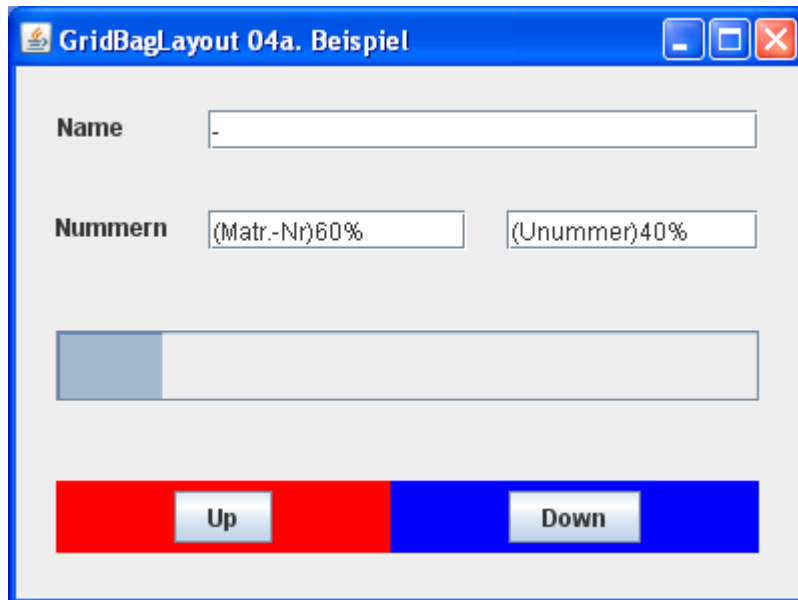 GridBagLayout 04a. Beispiel
Name -
Nummern (Matr.-Nr)60% (Unummer)40%
Up Down